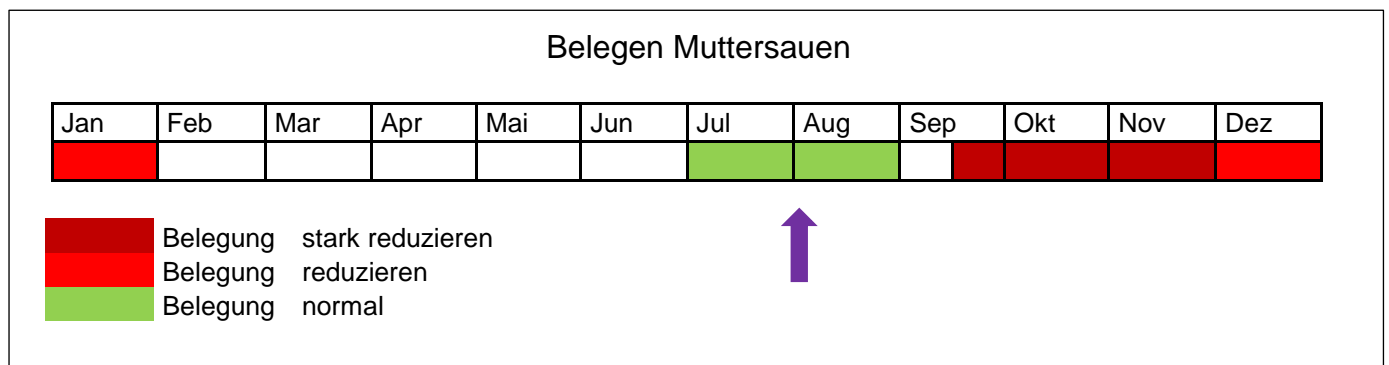 Belegen Muttersauen
Jan Feb Mar Apr Mai Jun Jul Aug Sep Okt Nov Dez
Belegung stark reduzieren
Belegung reduzieren
Belegung normal